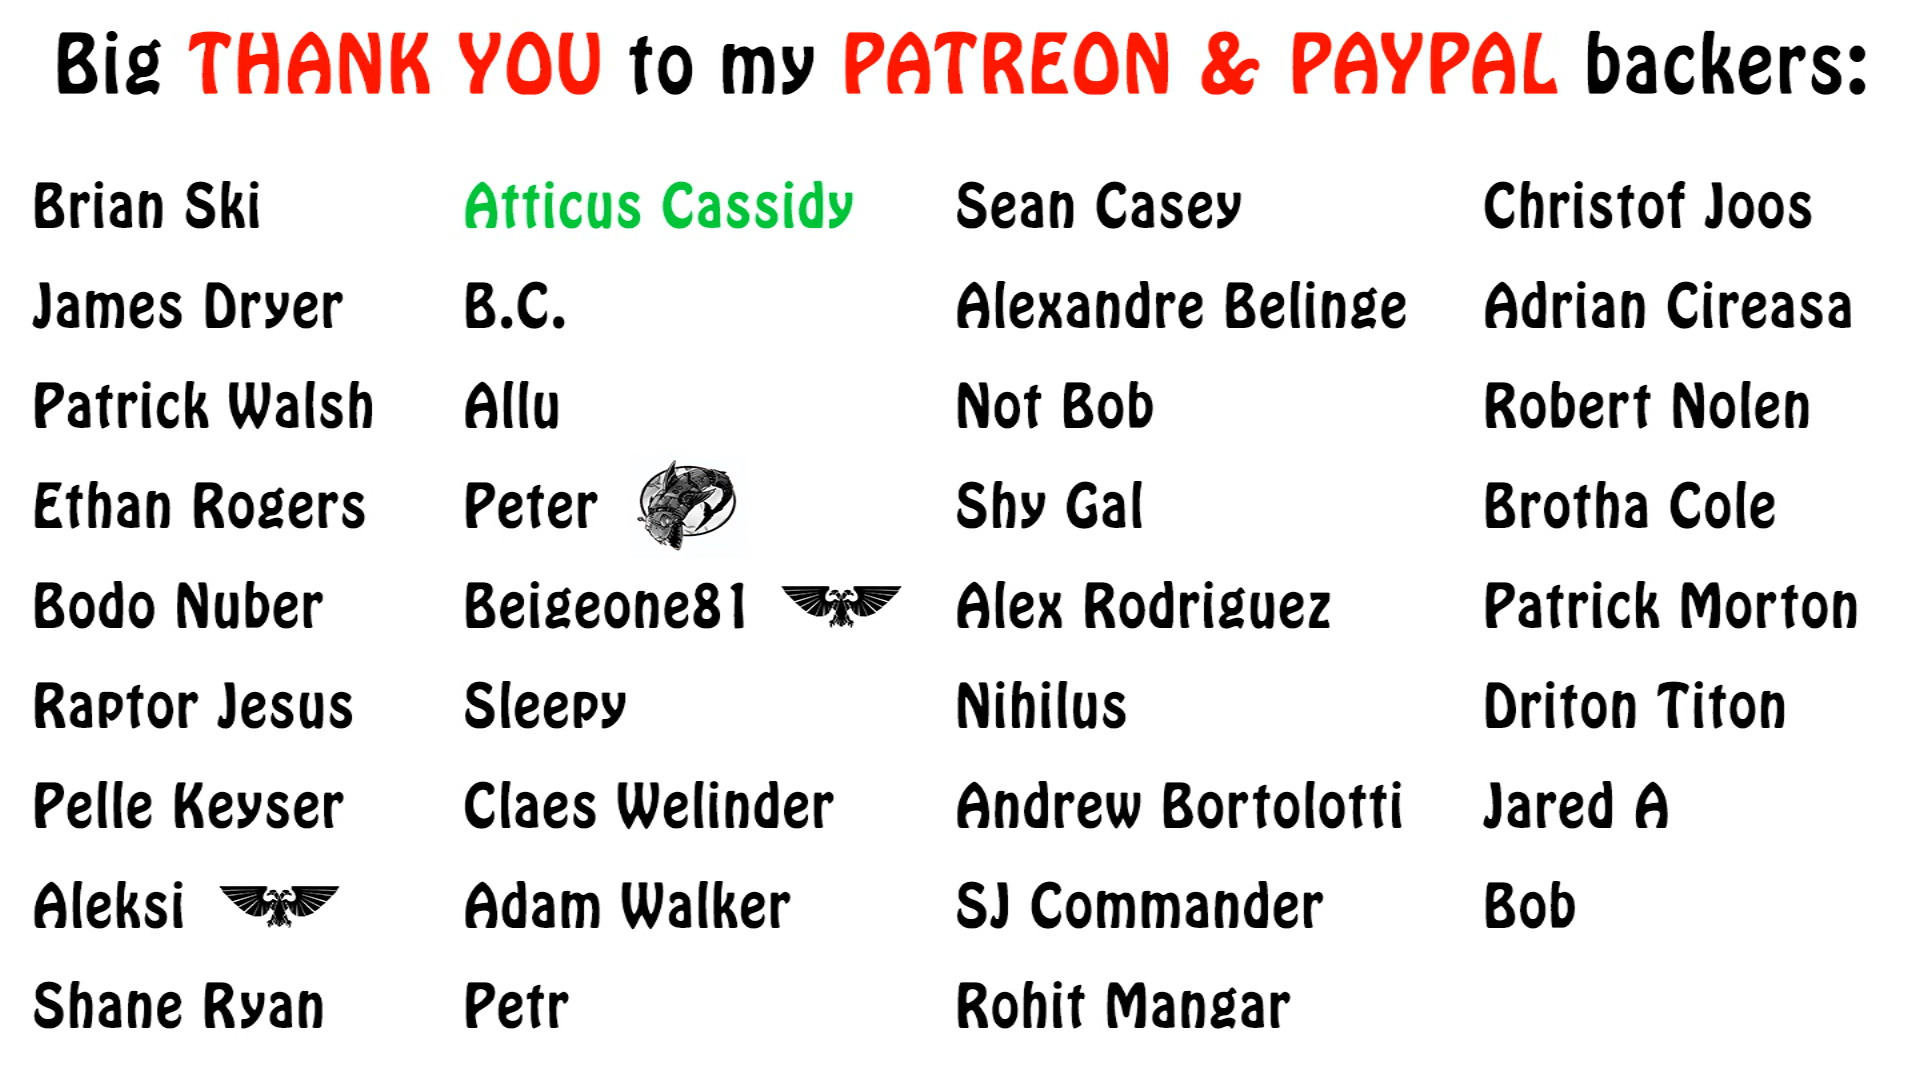 Big THANK YOU to my PATREON & PAYPAL backers:
Brian Ski
James Dryer
Patrick Walsh
Ethan Rogers
Bodo Nuber
Raptor Jesus
Pelle Keyser
Aleksi
Shane Ryan
Atticus Cassidy
B.C.
Allu
Peter
Beigeone81
Sleepy
Claes Welinder
Adam Walker
Petr
Sean Casey
Alexandre Belinge
Not Bob
Shy Gal
Alex Rodriguez
Nihilus
Andrew Bortolotti
SJ Commander
Rohit Mangar
Christof Joos
Adrian Cireasa
Robert Nolen
Brotha Cole
Patrick Morton
Driton Titon
Jared A
Bob